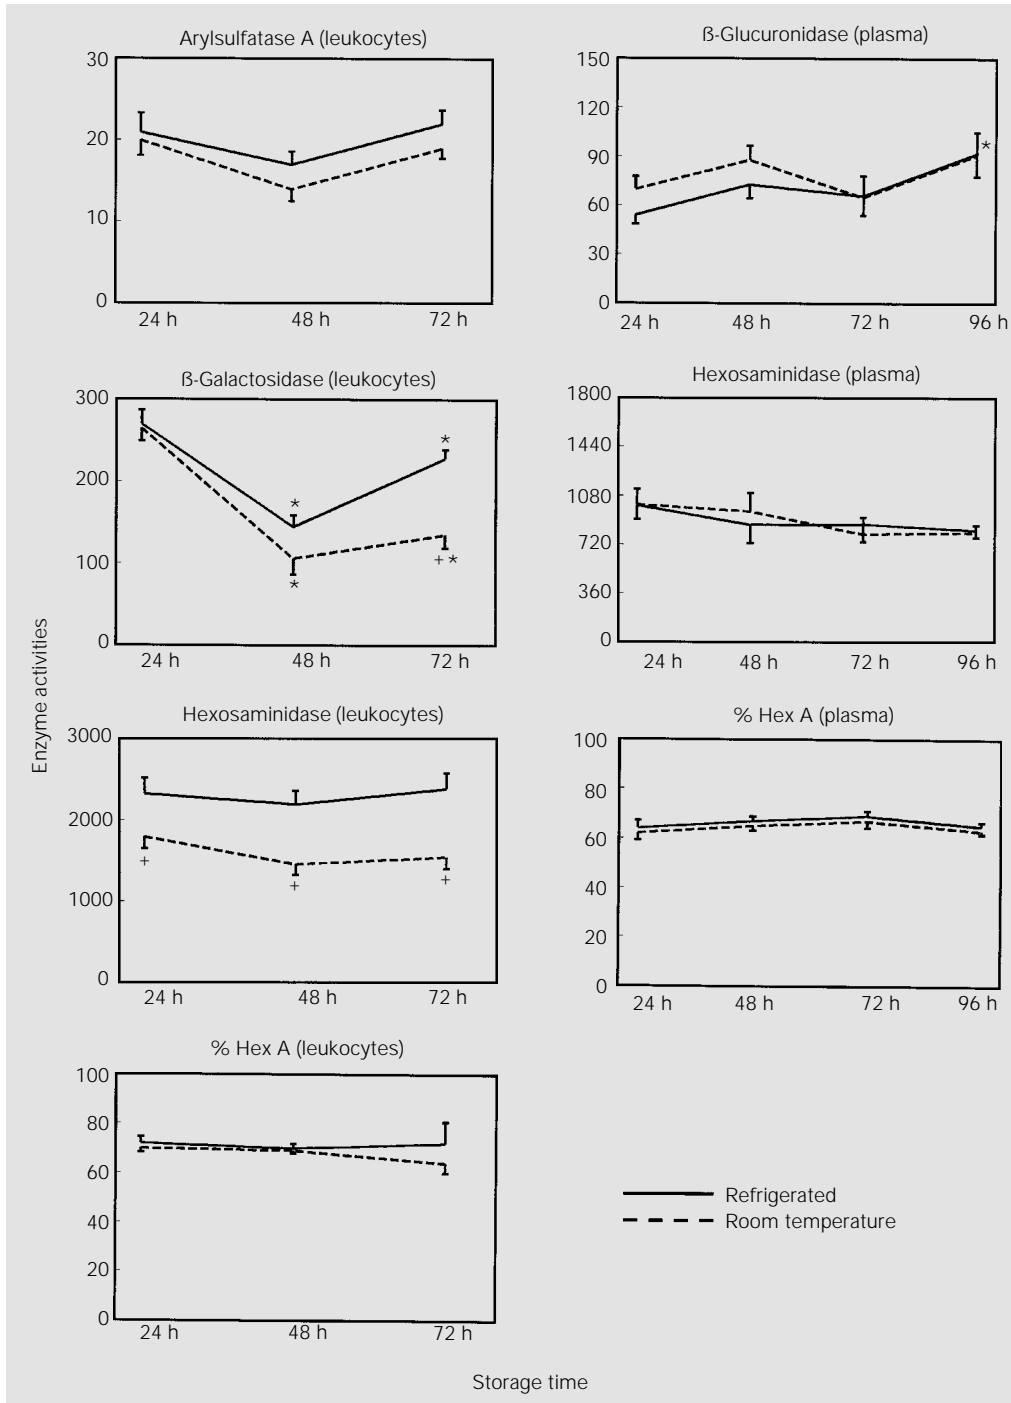 Arylsulfatase A (leukocytes)
30
20
10
0
24 h 48 h 72 h
ß-Glucuronidase (plasma)
150
120
90
60
30
0
*
24 h 48 h 72 h 96 h
ß-Galactosidase (leukocytes)
300
200
100
0
* *
* + *
24 h 48 h 72 h
Hexosaminidase (plasma)
1800
1440
1080
720
360
0
24 h 48 h 72 h 96 h
Enzyme activities
Hexosaminidase (leukocytes)
3000
2000
1000
0
+ + +
24 h 48 h 72 h
% Hex A (plasma)
100
80
60
40
20
0
24 h 48 h 72 h 96 h
% Hex A (leukocytes)
100
80
60
40
20
0
24 h 48 h 72 h
Refrigerated
Room temperature
Storage time